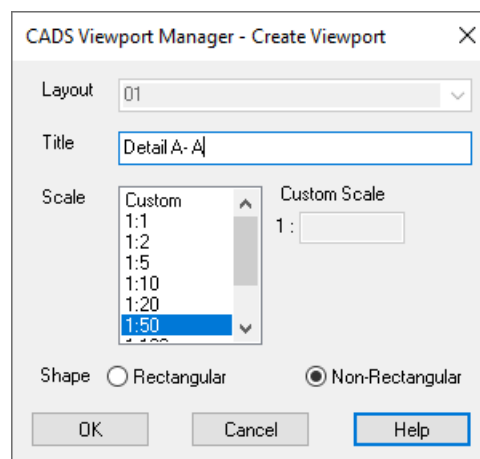 CADS Viewport Manager - Create Viewport
Layout 01
Title Detail A- A
Scale Custom Custom Scale
1:1 1 :
1:2
1:5
1:10
1:20
1:50
Shape Rectangular Non-Rectangular
OK Cancel Help